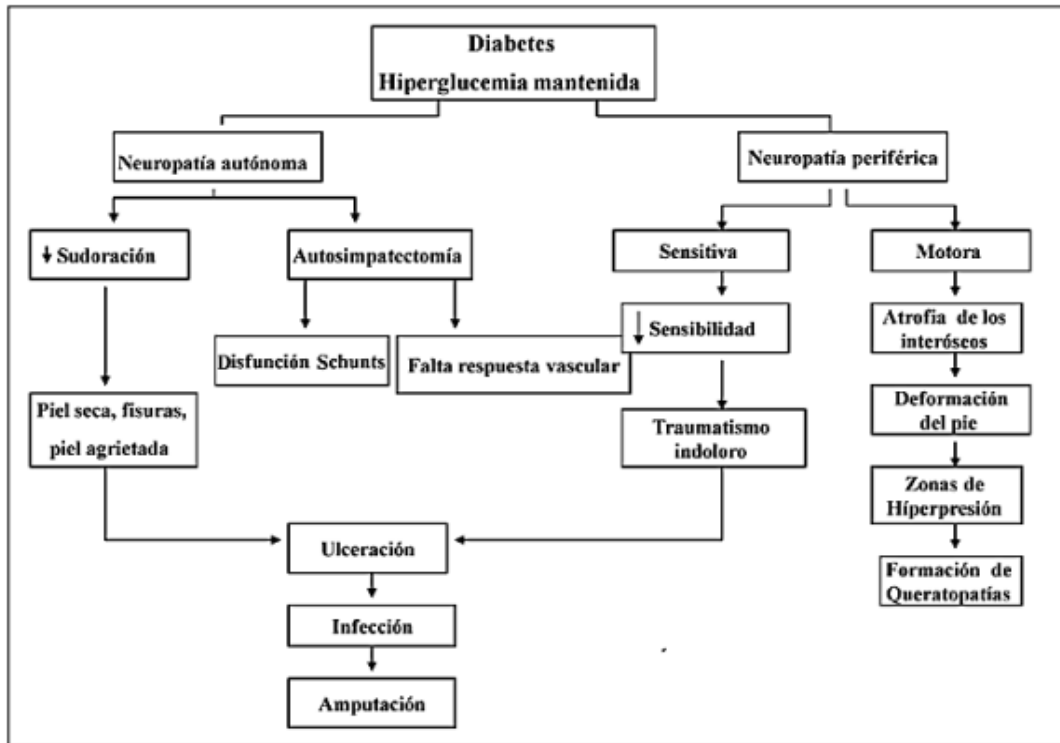 Diabetes
Hiperglucemia mantenida
Neuropatía autónoma
Neuropatía periférica
↓ Sudoración
Autosimpatectomía
Sensitiva
Motora
Disfunción Schunts
Falta respuesta vascular
↓ Sensibilidad
Atrofia de los
interóseos
Piel seca, fisuras,
piel agrietada
Traumatismo
indoloro
Deformación
del pie
Zonas de
Híperpresión
Ulceración
Formación de
Queratopatías
Infección
Amputación